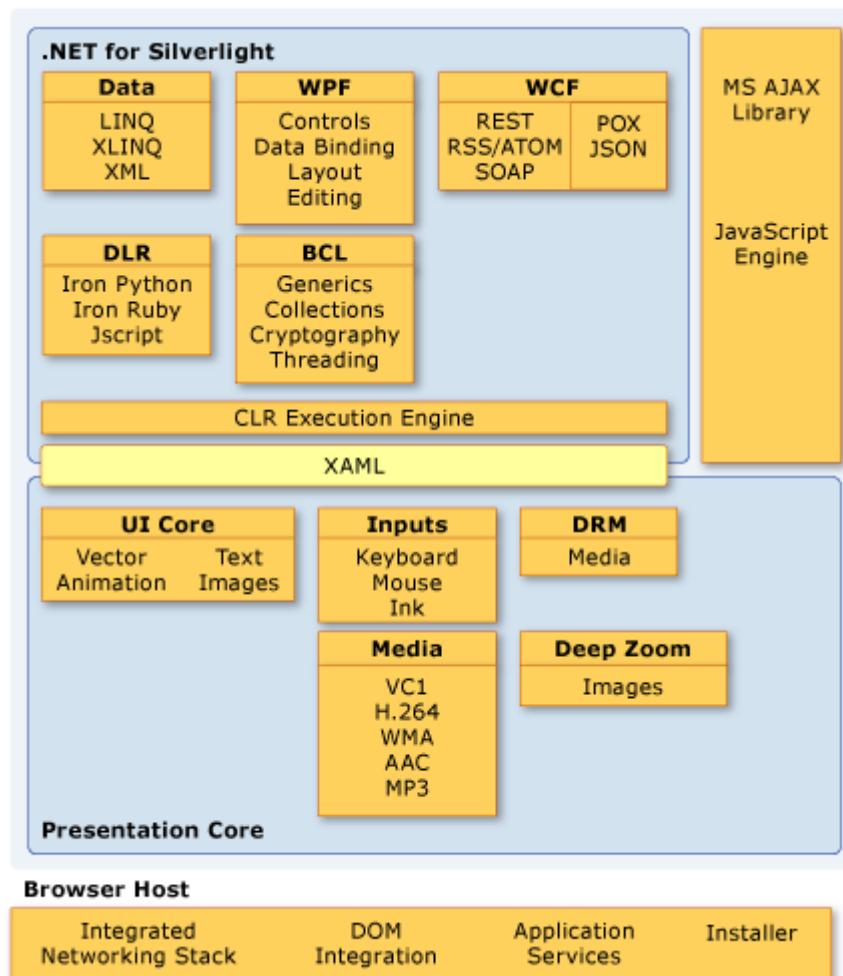 .NET for Silverlight
Data
LINQ
XLINQ
XML
WPF
Controls
Data Binding
Layout
Editing
WCF
REST
RSS/ATOM
SOAP
POX
JSON
DLR
Iron Python
Iron Ruby
Jscript
BCL
Generics
Collections
Cryptography
Threading
CLR Execution Engine
MS AJAX
Library
JavaScript
Engine
XAML
UI Core
Vector
Animation
Text
Images
Inputs
Keyboard
Mouse
Ink
DRM
Media
Media
VC1
H.264
WMA
AAC
MP3
Deep Zoom
Images
Presentation Core
Browser Host
Integrated
Networking Stack
DOM
Integration
Application
Services
Installer